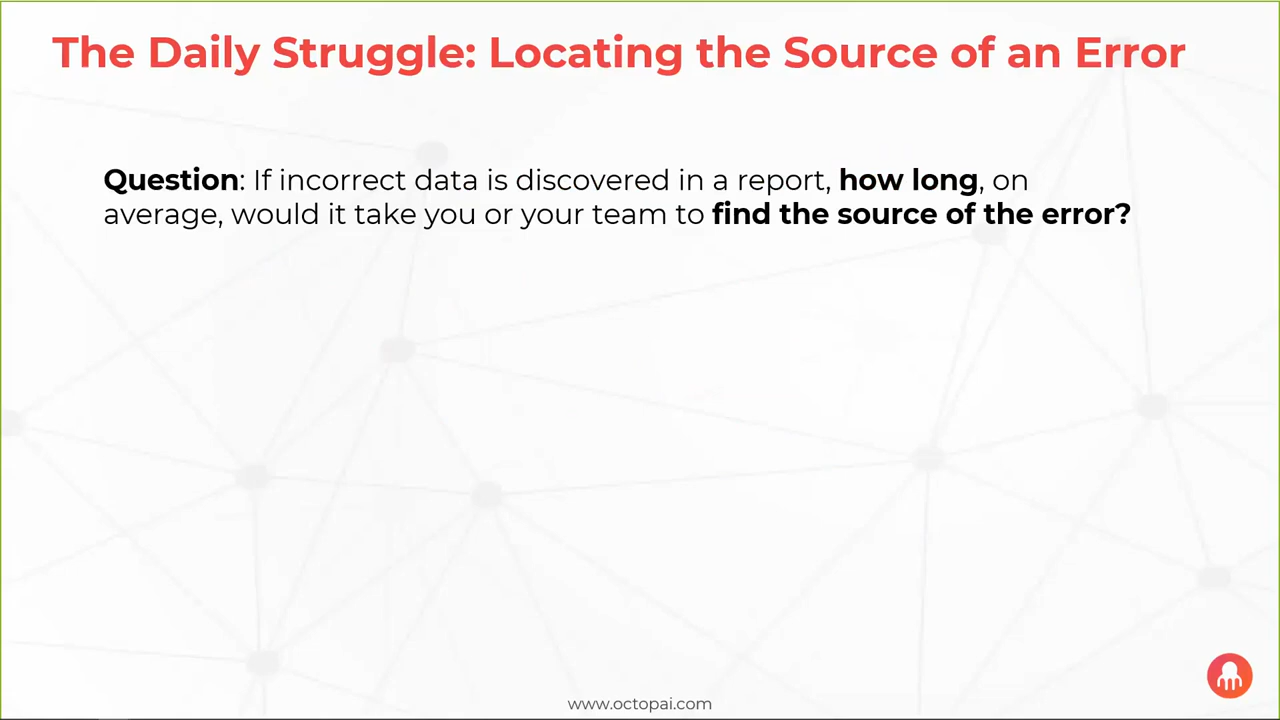 The Daily Struggle: Locating the Source of an Error
Question: If incorrect data is discovered in a report, how long, on
average, would it take you or your team to find the source of the error?
www.octopai.com